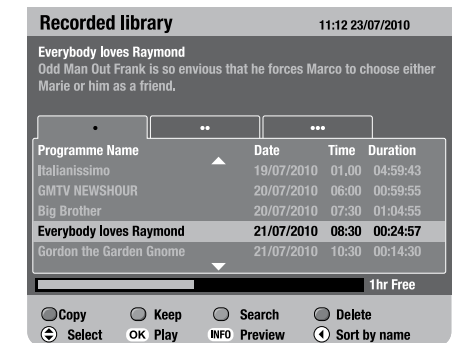 Recorded library 11:12 23/07/2010
Everybody loves Raymond
Odd Man Out Frank is so envious that he forces Marco to choose either
Marie or him as a friend.
Programme Name Date Time Duration
Italianissimo 19/07/2010 01,00 04:59:43
GMTV NEWSHOUR 20/07/2010 06:00 00:59:55
Big Brother 20/07/2010 07:30 01:04:55
Everybody loves Raymond 21/07/2010 08:30 00:24:57
Gordon the Garden Gnome 21/07/2010 10:30 00:14:30
1hr Free
Copy Keep Search Delete
Select OK Play INFO Preview Sort by name